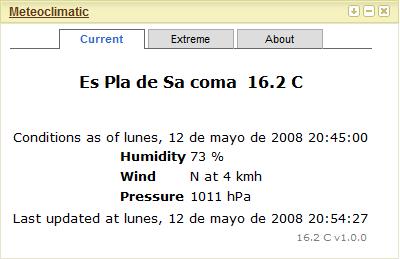 Meteoclimatic
Current Extreme About
Es Pla de Sa coma 16.2 C
Conditions as of lunes, 12 de mayo de 2008 20:45:00
Humidity 73 %
Wind N at 4 kmh
Pressure 1011 hPa
Last updated at lunes, 12 de mayo de 2008 20:54:27
16.2 C v1.0.0